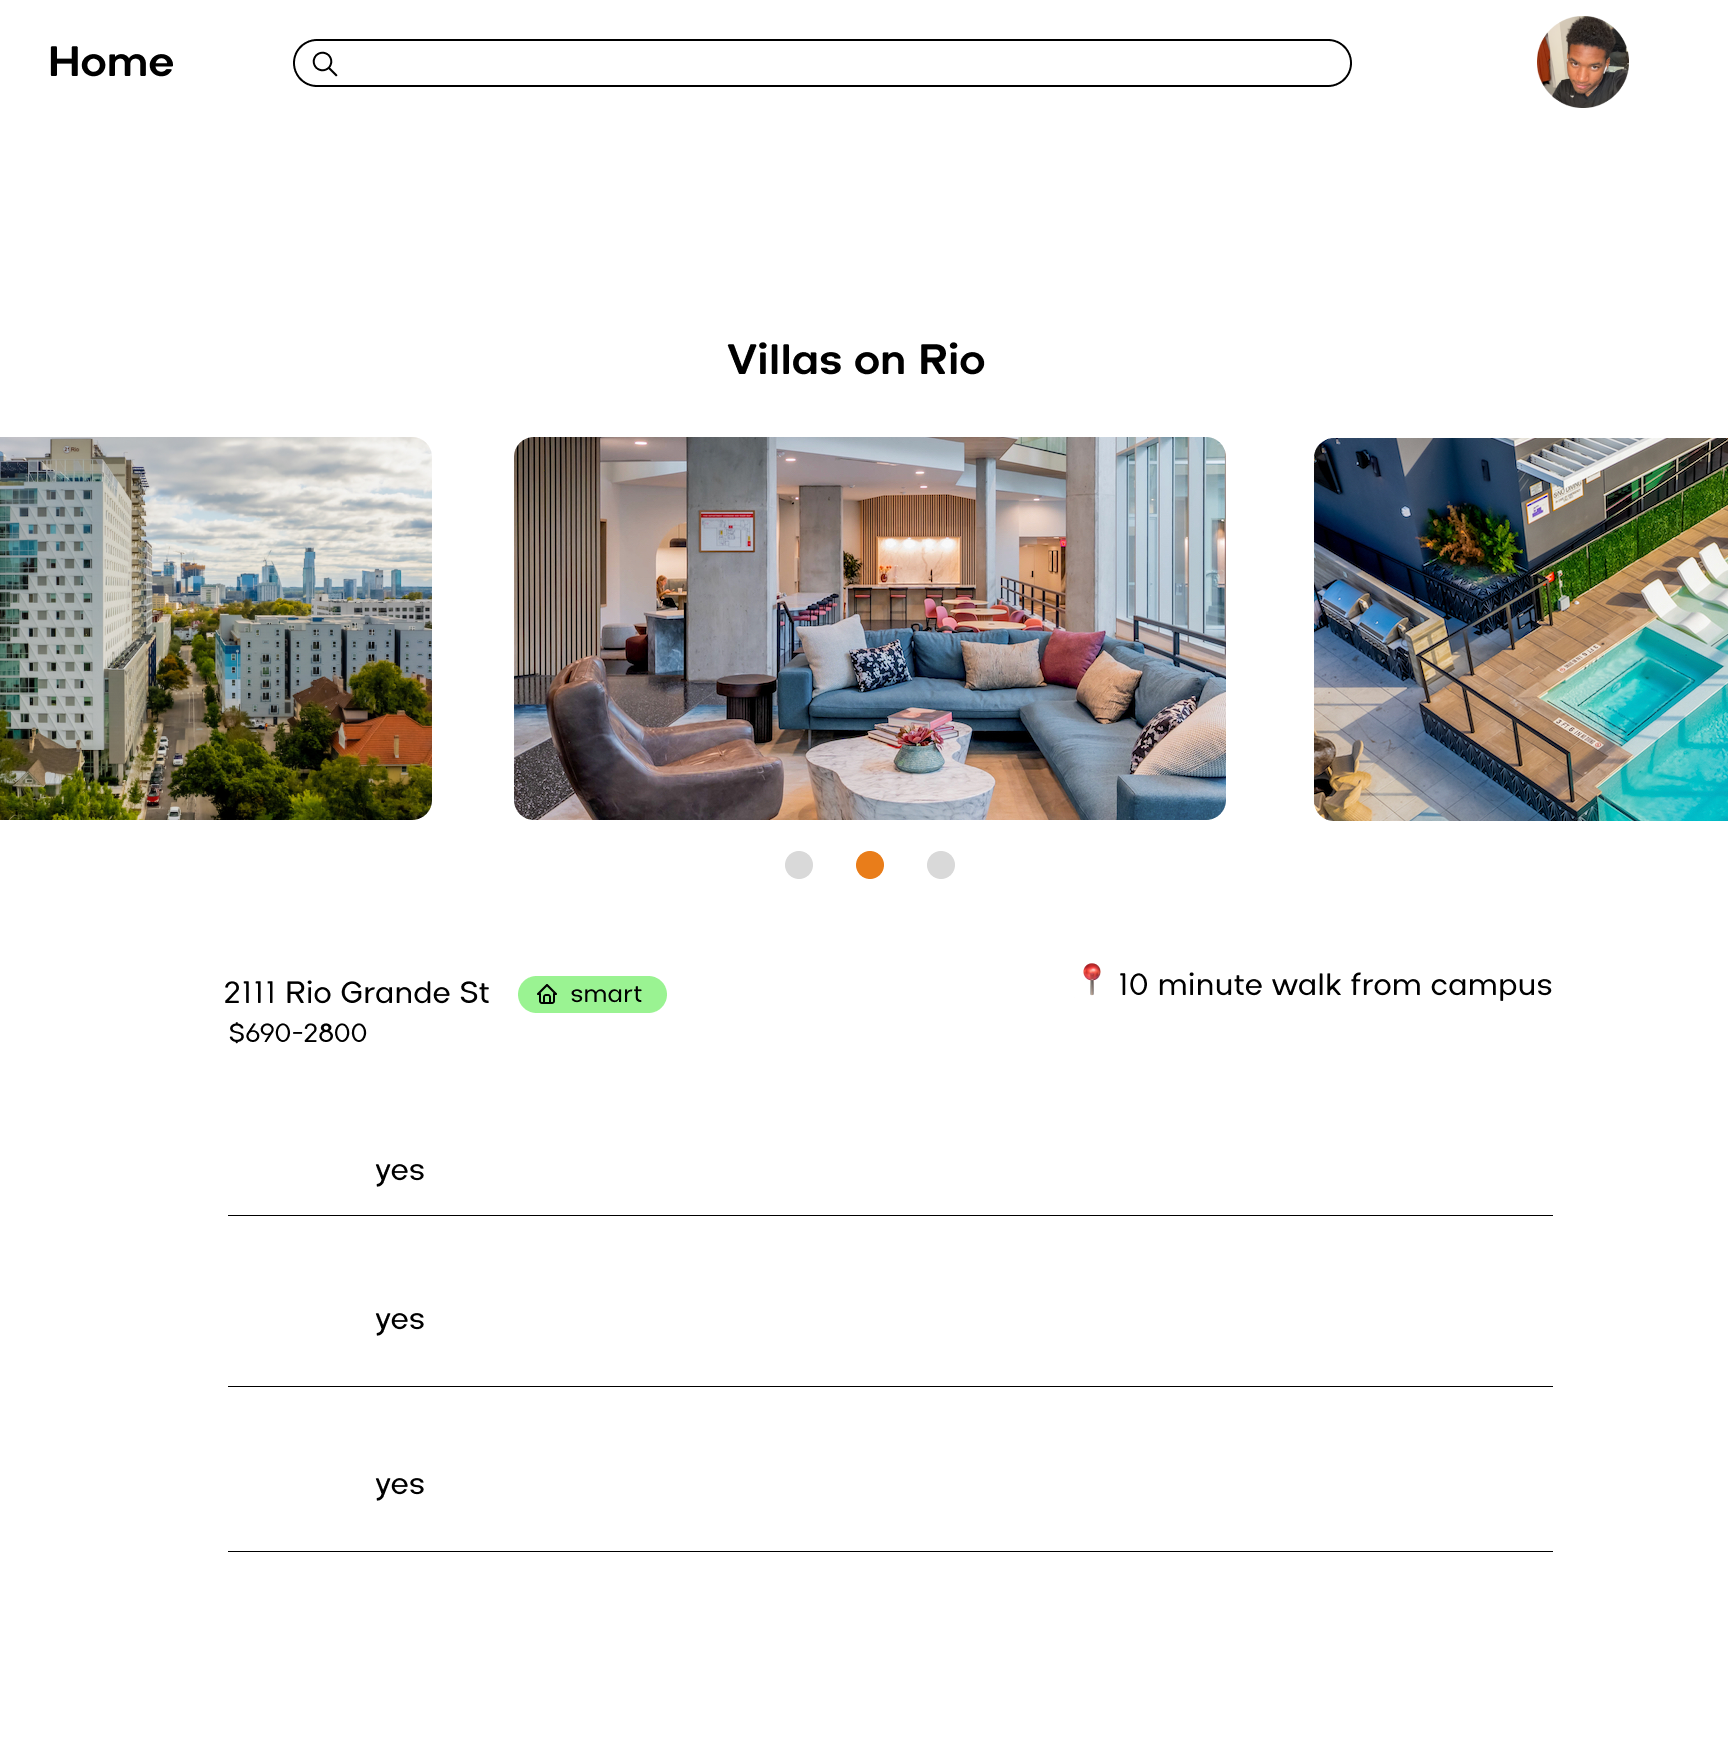 Home
Villas on Rio
2111 Rio Grande St
smart
10 minute walk from campus
$690-2800
yes
yes
yes